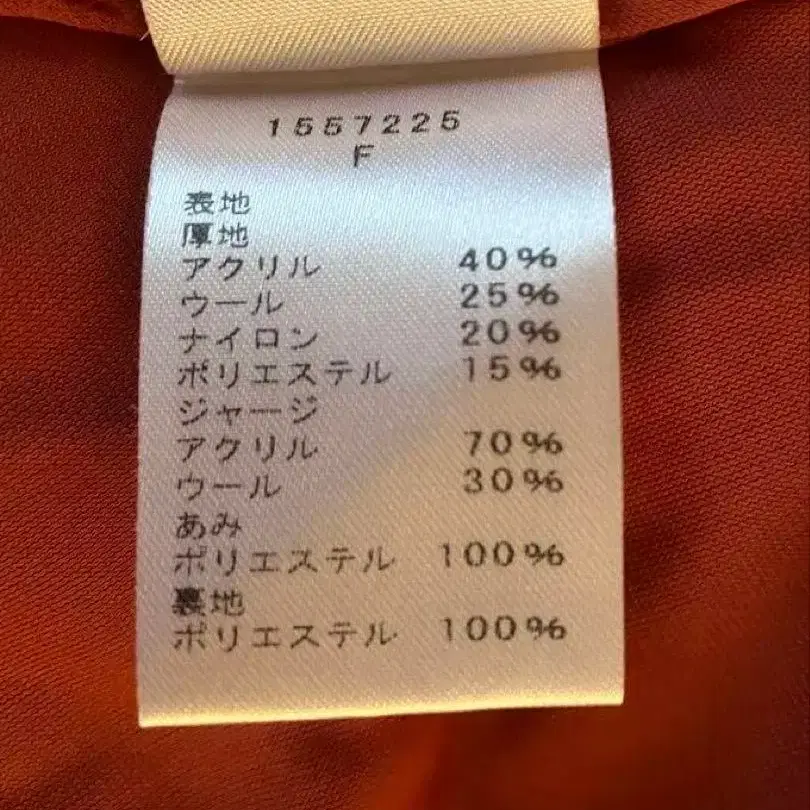 1557225
F
表地
厚地
アクリル 40%
ウール 25%
ナイロン 20%
ポリエステル 15%
ジャージ
アクリル 70%
ウール 30%
あみ
ポリエステル 100%
裏地
ポリエステル 100%